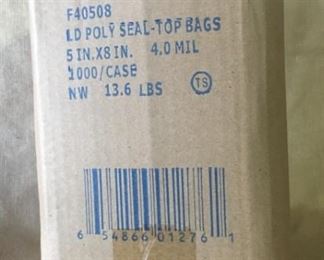 F40508
LD POLY SEAL-TOP BAGS
5 IN.X8 IN. 4.0 MIL
1000/CASE
NW 13.6 LBS TS
6 54866 01276 1